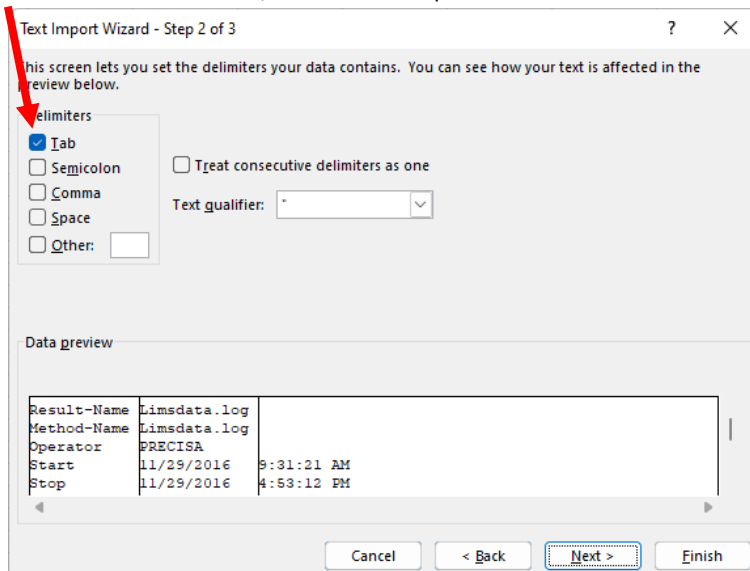 Text Import Wizard - Step 2 of 3 ? ×
This screen lets you set the delimiters your data contains. You can see how your text is affected in the
preview below.
Delimiters
Tab
Semicolon
Treat consecutive delimiters as one
Comma
Text qualifier: "
Space
Other:
Data preview
Result-Name Limsdata.log
Method-Name Limsdata.log
Operator PRECISA
Start 11/29/2016 9:31:21 AM
Stop 11/29/2016 4:53:12 PM
Cancel < Back Next > Finish